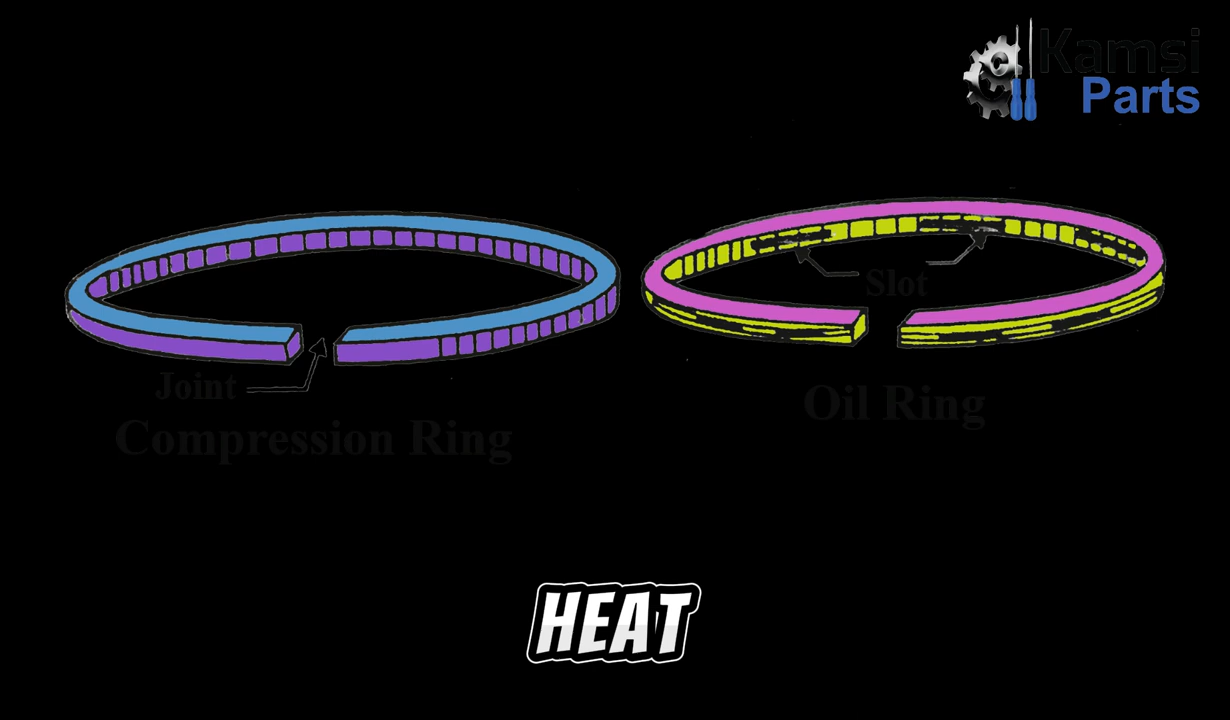 Kamsi
Parts
Slot
Joint
Oil Ring
Compression Ring
HEAT